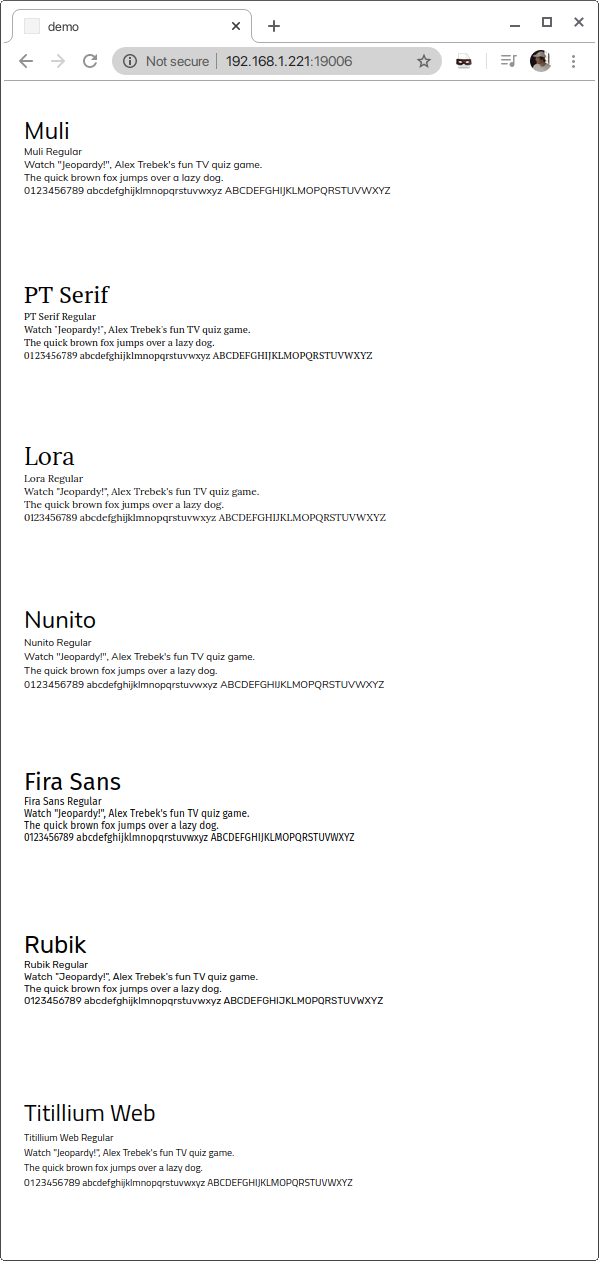 demo
Not secure 192.168.1.221:19006
Muli
Muli Regular
Watch "Jeopardy!", Alex Trebek's fun TV quiz game.
The quick brown fox jumps over a lazy dog.
0123456789 abcdefghijklmnopqrstuvwxyz ABCDEFGHIJKLMOPQRSTUVWXYZ
PT Serif
PT Serif Regular
Watch "Jeopardy!", Alex Trebek's fun TV quiz game.
The quick brown fox jumps over a lazy dog.
0123456789 abcdefghijklmnopqrstuvwxyz ABCDEFGHIJKLMOPQRSTUVWXYZ
Lora
Lora Regular
Watch "Jeopardy!", Alex Trebek's fun TV quiz game.
The quick brown fox jumps over a lazy dog.
0123456789 abcdefghijklmnopqrstuvwxyz ABCDEFGHIJKLMOPQRSTUVWXYZ
Nunito
Nunito Regular
Watch "Jeopardy!", Alex Trebek's fun TV quiz game.
The quick brown fox jumps over a lazy dog.
0123456789 abcdefghijklmnopqrstuvwxyz ABCDEFGHIJKLMOPQRSTUVWXYZ
Fira Sans
Fira Sans Regular
Watch "Jeopardy!", Alex Trebek's fun TV quiz game.
The quick brown fox jumps over a lazy dog.
0123456789 abcdefghijklmnopqrstuvwxyz ABCDEFGHIJKLMOPQRSTUVWXYZ
Rubik
Rubik Regular
Watch "Jeopardy!", Alex Trebek's fun TV quiz game.
The quick brown fox jumps over a lazy dog.
0123456789 abcdefghijklmnopqrstuvwxyz ABCDEFGHIJKLMOPQRSTUVWXYZ
Titillium Web
Titillium Web Regular
Watch "Jeopardy!", Alex Trebek's fun TV quiz game.
The quick brown fox jumps over a lazy dog.
0123456789 abcdefghijklmnopqrstuvwxyz ABCDEFGHIJKLMOPQRSTUVWXYZ